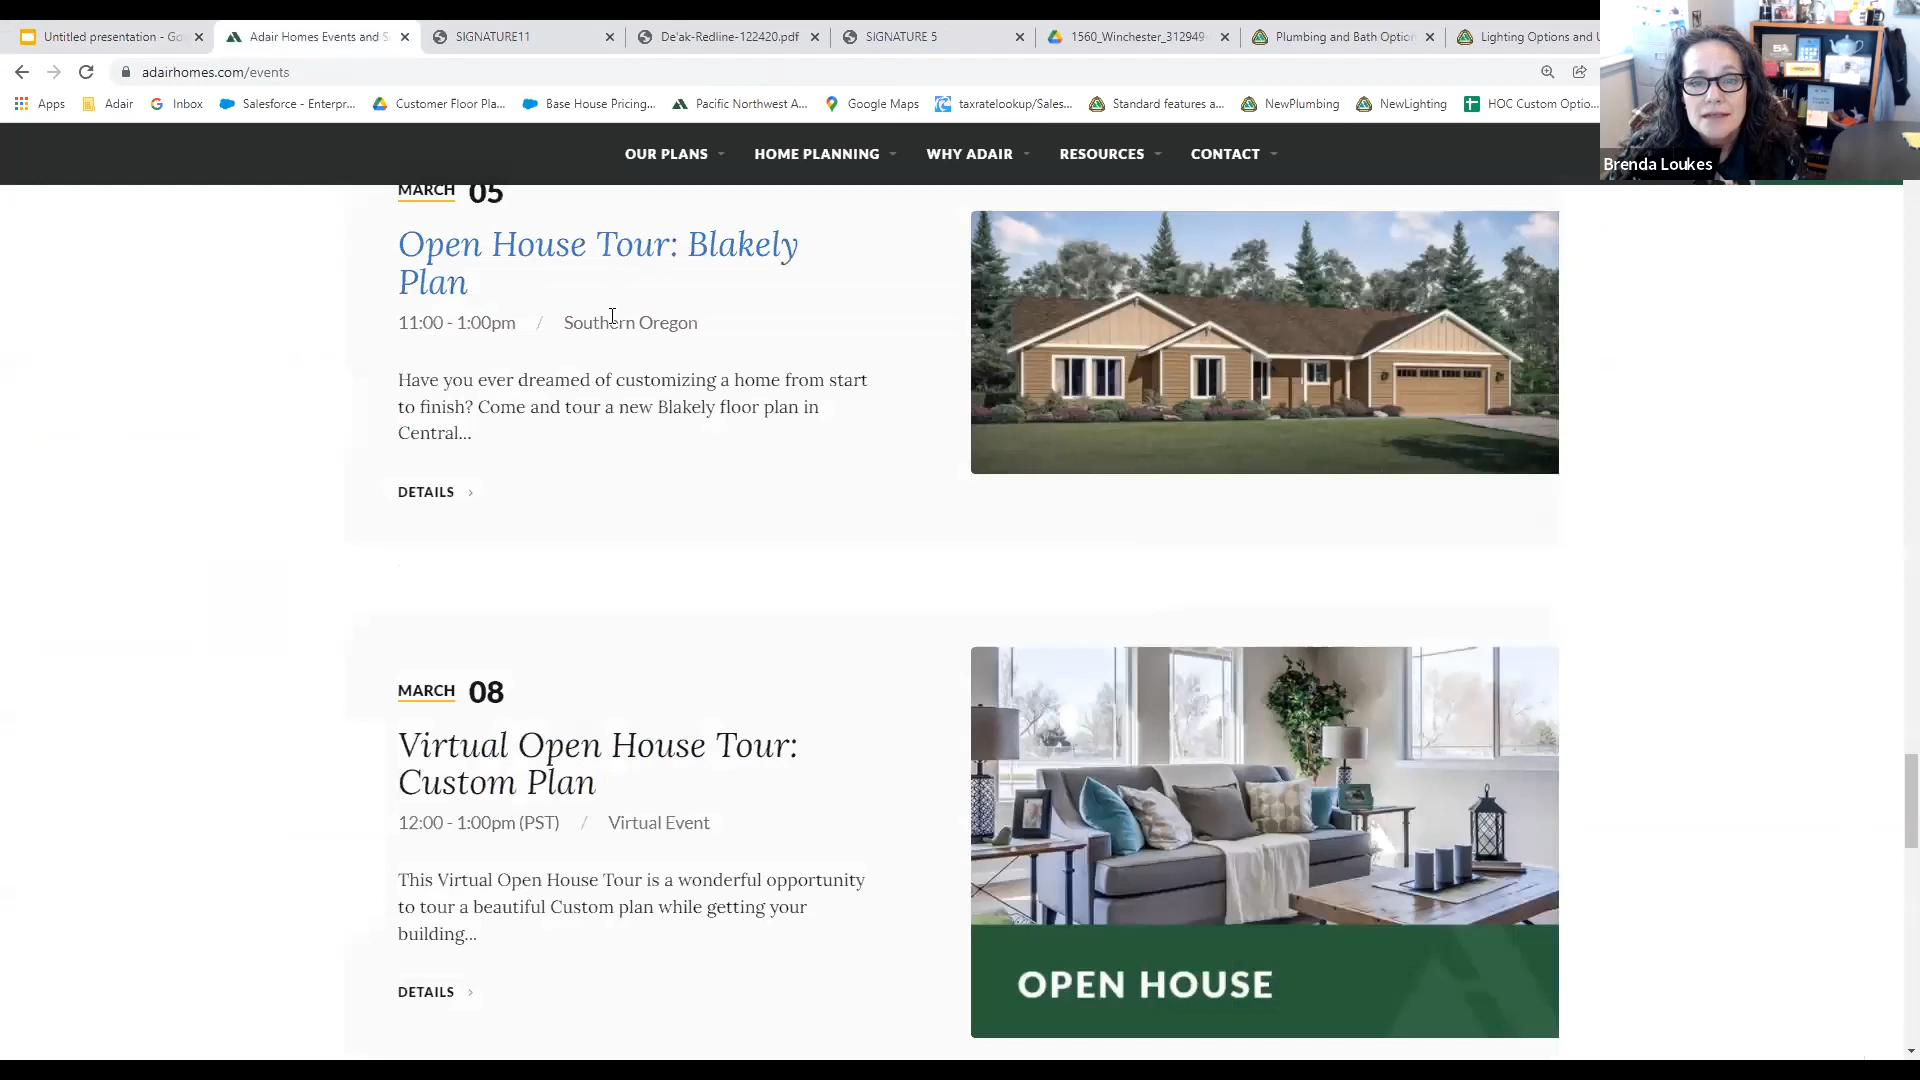 Untitled presentation - Go
Adair Homes Events and S
SIGNATURE11
De'ak-Redline-122420.pdf
SIGNATURE 5
1560_Winchester_312949
Plumbing and Bath Option
Lighting Options and U
adairhomes.com/events
Apps
Adair
Inbox
Salesforce - Enterpr...
Customer Floor Pla...
Base House Pricing...
Pacific Northwest A...
Google Maps
taxratelookup/Sales...
Standard features a...
NewPlumbing
NewLighting
HOC Custom Optio...
Brenda Loukes
OUR PLANS
HOME PLANNING
WHY ADAIR
RESOURCES
CONTACT
MARCH 05
Open House Tour: Blakely
Plan
11:00 - 1:00pm / Southern Oregon
Have you ever dreamed of customizing a home from start
to finish? Come and tour a new Blakely floor plan in
Central...
DETAILS >
MARCH 08
Virtual Open House Tour:
Custom Plan
12:00 - 1:00pm (PST) / Virtual Event
This Virtual Open House Tour is a wonderful opportunity
to tour a beautiful Custom plan while getting your
building...
DETAILS >
OPEN HOUSE